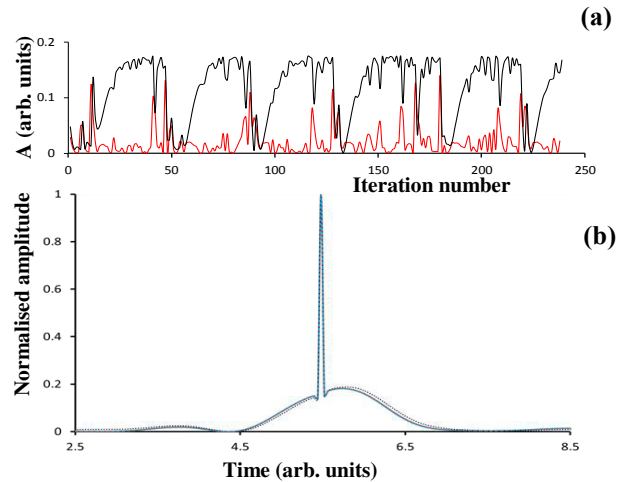 (a)
A (arb. units)
0.2
0.1
0
0 50 100 150 200 250
Iteration number
(b)
Normalised amplitude
1
0.8
0.6
0.4
0.2
0
2.5 4.5 6.5 8.5
Time (arb. units)